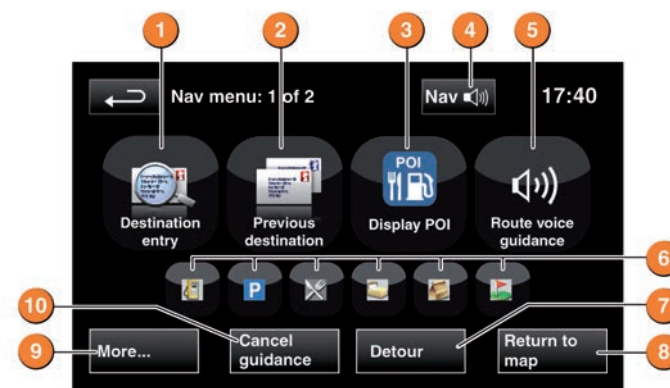 1
2
3
4
5
Nav menu: 1 of 2
Nav
17:40
POI
Destination
entry
Previous
destination
Display POI
Route voice
guidance
P
6
10
7
More...
Cancel
guidance
Detour
Return to
map
9
8